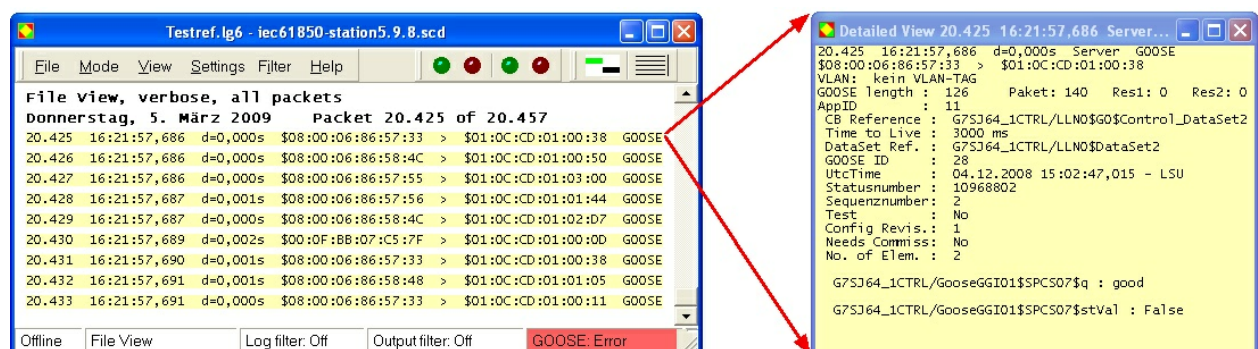 Testref.lg6 - iec61850-station5.9.8.scd
File Mode View Settings Filter Help
File View, verbose, all packets
Donnerstag, 5. März 2009 Packet 20.425 of 20.457
20.425 16:21:57,686 d=0,000s $08:00:06:86:57:33 > $01:0C:CD:01:00:38 GOOSE
20.426 16:21:57,686 d=0,000s $08:00:06:86:58:4C > $01:0C:CD:01:00:50 GOOSE
20.427 16:21:57,686 d=0,000s $08:00:06:86:57:55 > $01:0C:CD:01:03:00 GOOSE
20.428 16:21:57,687 d=0,001s $08:00:06:86:57:56 > $01:0C:CD:01:01:44 GOOSE
20.429 16:21:57,687 d=0,000s $08:00:06:86:58:4C > $01:0C:CD:01:02:D7 GOOSE
20.430 16:21:57,689 d=0,002s $00:0F:BB:07:C5:7F > $01:0C:CD:01:00:0D GOOSE
20.431 16:21:57,690 d=0,001s $08:00:06:86:57:33 > $01:0C:CD:01:00:38 GOOSE
20.432 16:21:57,691 d=0,001s $08:00:06:86:58:48 > $01:0C:CD:01:01:05 GOOSE
20.433 16:21:57,691 d=0,000s $08:00:06:86:57:33 > $01:0C:CD:01:00:11 GOOSE
Offline File View Log filter: Off Output filter: Off GOOSE: Error
Detailed View 20.425 16:21:57,686 Server...
20.425 16:21:57,686 d=0,000s Server GOOSE
$08:00:06:86:57:33 > $01:0C:CD:01:00:38
VLAN: kein VLAN-TAG
GOOSE length : 126 Paket: 140 Res1: 0 Res2: 0
AppID : 11
CB Reference : G7SJ64_1CTRL/LLN0$GO$Control_DataSet2
Time to Live : 3000 ms
DataSet Ref. : G7SJ64_1CTRL/LLN0$DataSet2
GOOSE ID : 28
UtcTime : 04.12.2008 15:02:47,015 - LSU
Statusnumber : 10968802
Sequenznumber: 2
Test : No
Config Revis.: 1
Needs Commiss: No
No. of Elem. : 2
G7SJ64_1CTRL/GooseGGIO1$SPCSO7$q : good
G7SJ64_1CTRL/GooseGGIO1$SPCSO7$stVal : False